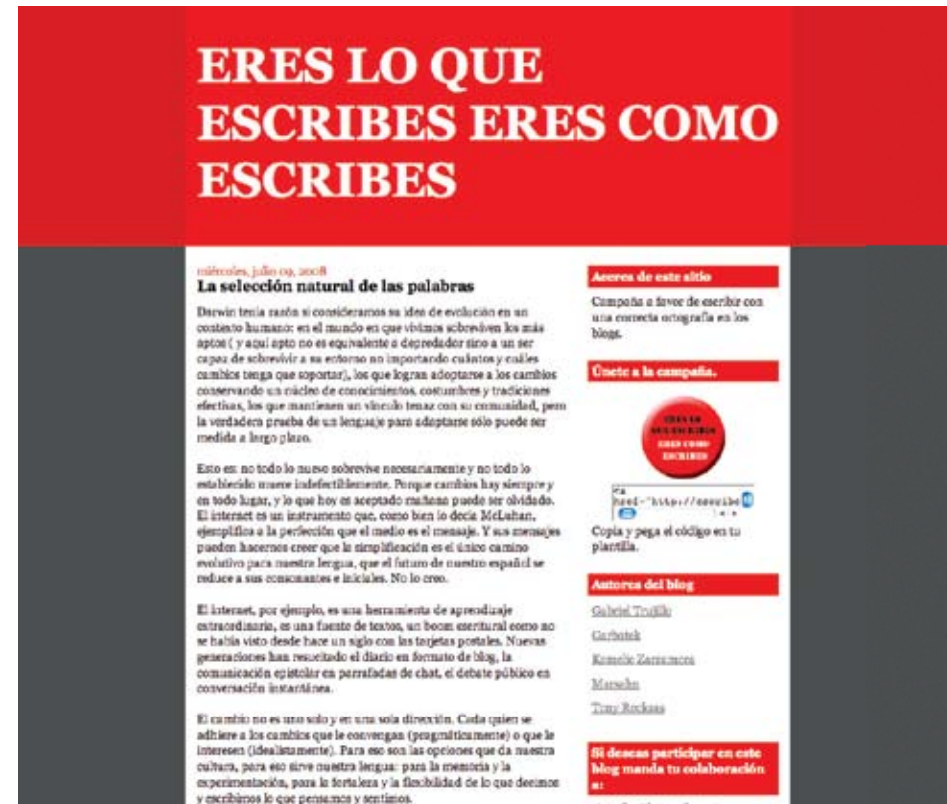 ERES LO QUE
ESCRIBES ERES COMO
ESCRIBES
miércoles, julio 09, 2008
La selección natural de las palabras
Darwin tenía razón si consideramos su idea de evolución en un
contexto humano: en el mundo en que vivimos sobreviven los más
aptos ( y aquí apto no es equivalente a depredador sino a un ser
capaz de sobrevivir a su entorno no importando cuántos y cuáles
cambios tenga que soportar), los que logran adaptarse a los cambios
conservando un núcleo de conocimientos, costumbres y tradiciones
efectivas, los que mantienen un vínculo tenaz con su comunidad, pero
la verdadera prueba de un lenguaje para adaptarse sólo puede ser
medida a largo plazo.
Esto es: no todo lo nuevo sobrevive necesariamente y no todo lo
establecido muere indefectiblemente. Porque cambios hay siempre y
en todo lugar, y lo que hoy es aceptado mañana puede ser olvidado.
El internet es un instrumento que, como bien lo decía McLuhan,
ejemplifica a la perfección que el medio es el mensaje. Y sus mensajes
pueden hacernos creer que la simplificación es el único camino
evolutivo para nuestra lengua, que el futuro de nuestro español se
reduce a sus consonantes e iniciales. No lo creo.
El internet, por ejemplo, es una herramienta de aprendizaje
extraordinario, es una fuente de textos, un boom escritural como no
se había visto desde hace un siglo con las tarjetas postales. Nuevas
generaciones han resucitado el diario en formato de blog, la
comunicación epistolar en parrafadas de chat, el debate público en
conversación instantánea.
El cambio no es uno solo y en una sola dirección. Cada quien se
adhiere a los cambios que le convengan (pragmáticamente) o que le
interesen (idealistamente). Para eso son las opciones que da nuestra
cultura, para eso sirve nuestra lengua: para la memoria y la
experimentación, para la fortaleza y la flexibilidad de lo que decimos
y escribimos lo que pensamos y sentimos.
Acerca de este sitio
Campaña a favor de escribir con
una correcta ortografía en los
blogs.
Únete a la campaña.
ERES LO
QUE ESCRIBES
ERES COMO
ESCRIBES
<a
href="http://escribe
Copia y pega el código en tu
plantilla.
Autores del blog
Gabriel Trujillo
Garbotek
Zarzamora
Tony
Si deseas participar en este
blog manda tu colaboración
a: